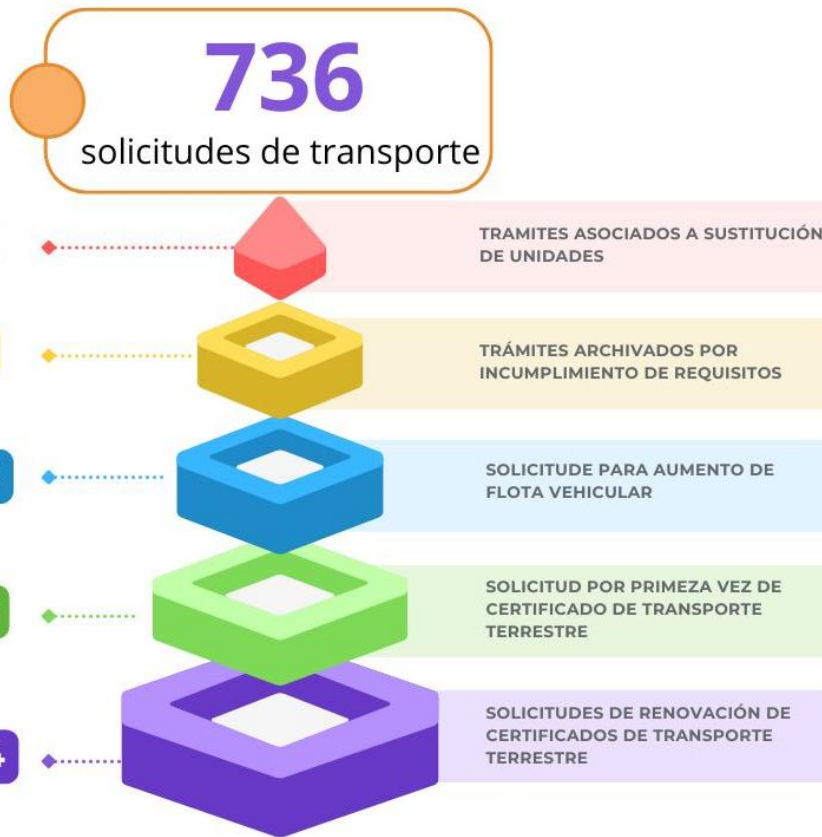 736
solicitudes de transporte
TRAMITES ASOCIADOS A SUSTITUCIÓN
DE UNIDADES
TRÁMITES ARCHIVADOS POR
INCUMPLIMIENTO DE REQUISITOS
SOLICITUDE PARA AUMENTO DE
FLOTA VEHICULAR
SOLICITUD POR PRIMEZA VEZ DE
CERTIFICADO DE TRANSPORTE
TERRESTRE
SOLICITUDES DE RENOVACIÓN DE
CERTIFICADOS DE TRANSPORTE
TERRESTRE